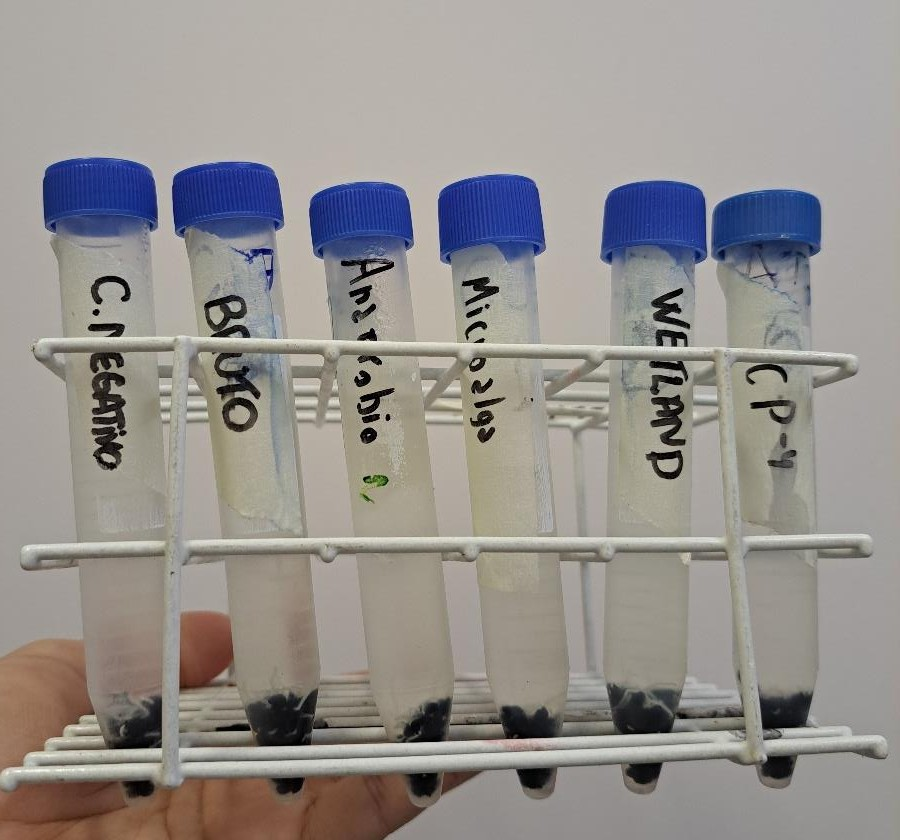 C. NEGATIVO
BRUTO
Anaerobio
Microalga
WETLAND
C P-4